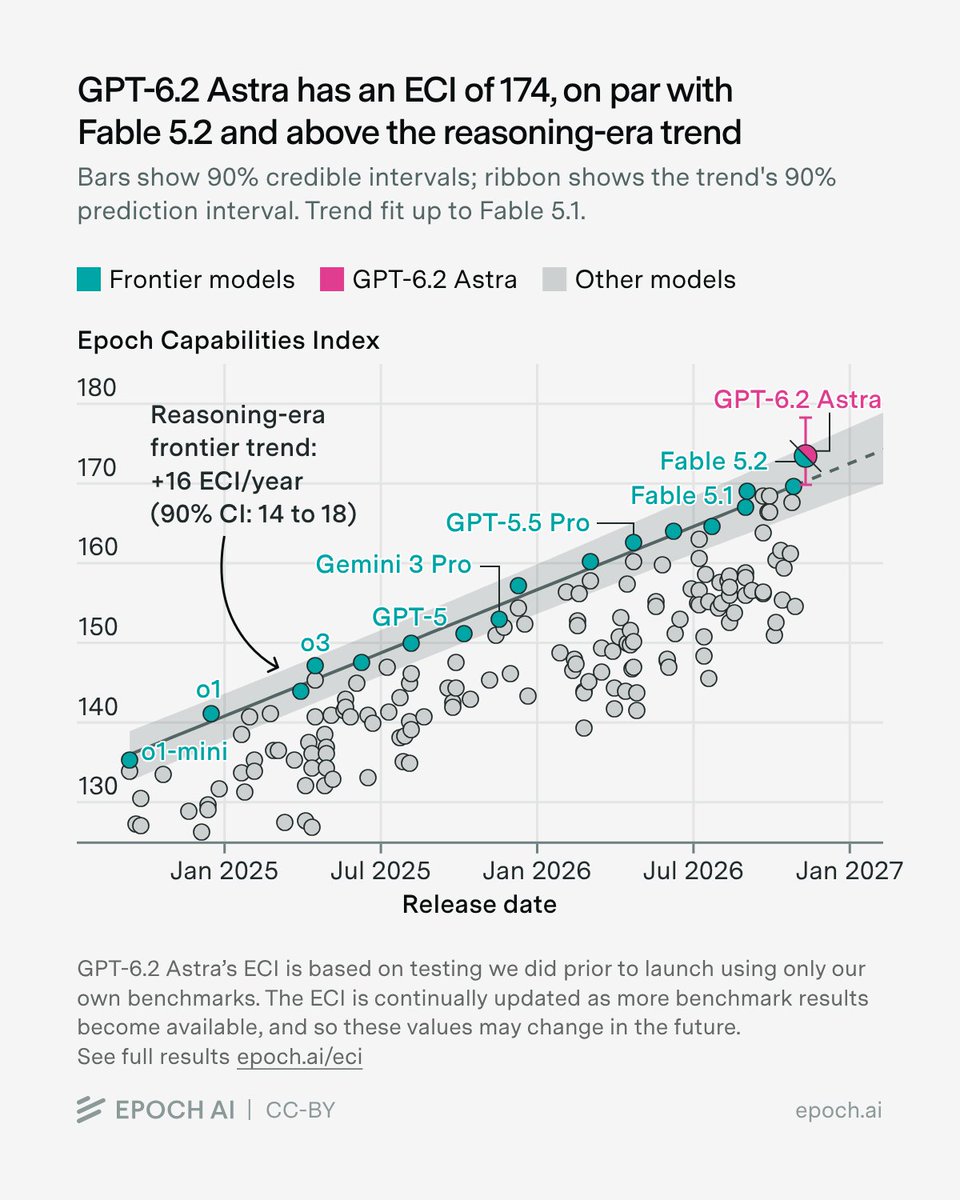 GPT-6.2 Astra has an ECI of 174, on par with
Fable 5.2 and above the reasoning-era trend
Bars show 90% credible intervals; ribbon shows the trend's 90%
prediction interval. Trend fit up to Fable 5.1.
Frontier models
GPT-6.2 Astra
Other models
Epoch Capabilities Index
180
170
160
150
140
130
Reasoning-era
frontier trend:
+16 ECI/year
(90% CI: 14 to 18)
GPT-6.2 Astra
Fable 5.2
Fable 5.1
GPT-5.5 Pro
Gemini 3 Pro
GPT-5
o3
o1
o1-mini
Jan 2025
Jul 2025
Jan 2026
Jul 2026
Jan 2027
Release date
GPT-6.2 Astra’s ECI is based on testing we did prior to launch using only our
own benchmarks. The ECI is continually updated as more benchmark results
become available, and so these values may change in the future.
See full results epoch.ai/eci
EPOCH AI | CC-BY
epoch.ai